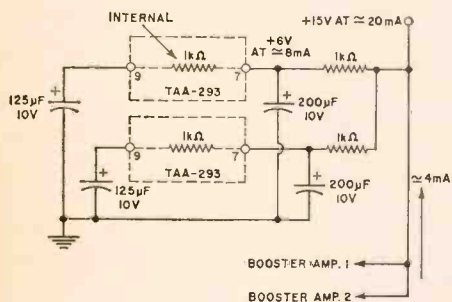 INTERNAL
+6V
AT ≃8mA
+15V AT ≃20mA
1kΩ
1kΩ
9
7
TAA-293
125µF
10V
+
200µF
10V
+
1kΩ
1kΩ
9
7
TAA-293
+
125µF
10V
+
200µF
10V
≃4mA
BOOSTER AMP. 1
BOOSTER AMP. 2